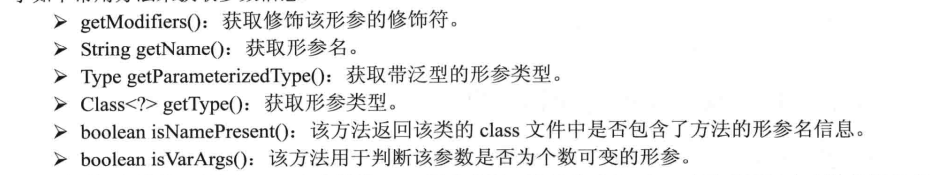 ➢ getModifiers()：获取修饰该形参的修饰符。
➢ String getName()：获取形参名。
➢ Type getParameterizedType()：获取带泛型的形参类型。
➢ Class<?> getType()：获取形参类型。
➢ boolean isNamePresent()：该方法返回该类的 class 文件中是否包含了方法的形参名信息。
➢ boolean isVarArgs()：该方法用于判断该参数是否为个数可变的形参。